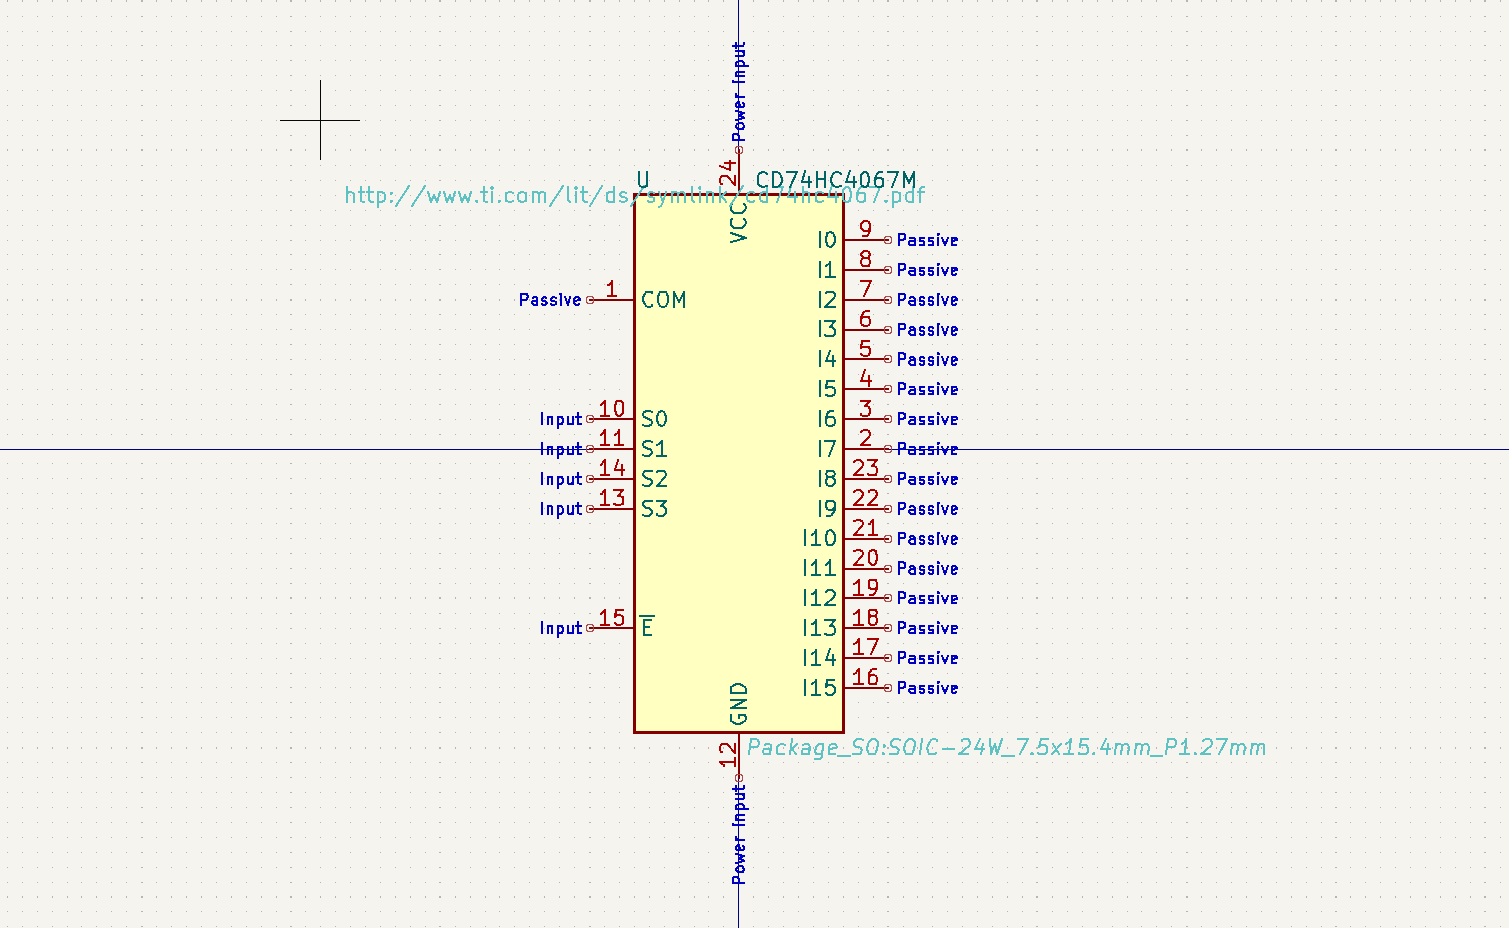 Power Input
24
U
CD74HC4067M
http://www.ti.com/lit/ds/symlink/cd74hc4067.pdf
VCC
I0 9 Passive
I1 8 Passive
Passive 1 COM
I2 7 Passive
I3 6 Passive
I4 5 Passive
I5 4 Passive
Input 10 S0
I6 3 Passive
Input 11 S1
I7 2 Passive
Input 14 S2
I8 23 Passive
Input 13 S3
I9 22 Passive
I10 21 Passive
I11 20 Passive
I12 19 Passive
Input 15 E̅
I13 18 Passive
I14 17 Passive
I15 16 Passive
GND
12
Package_SO:SOIC-24W_7.5x15.4mm_P1.27mm
Power Input